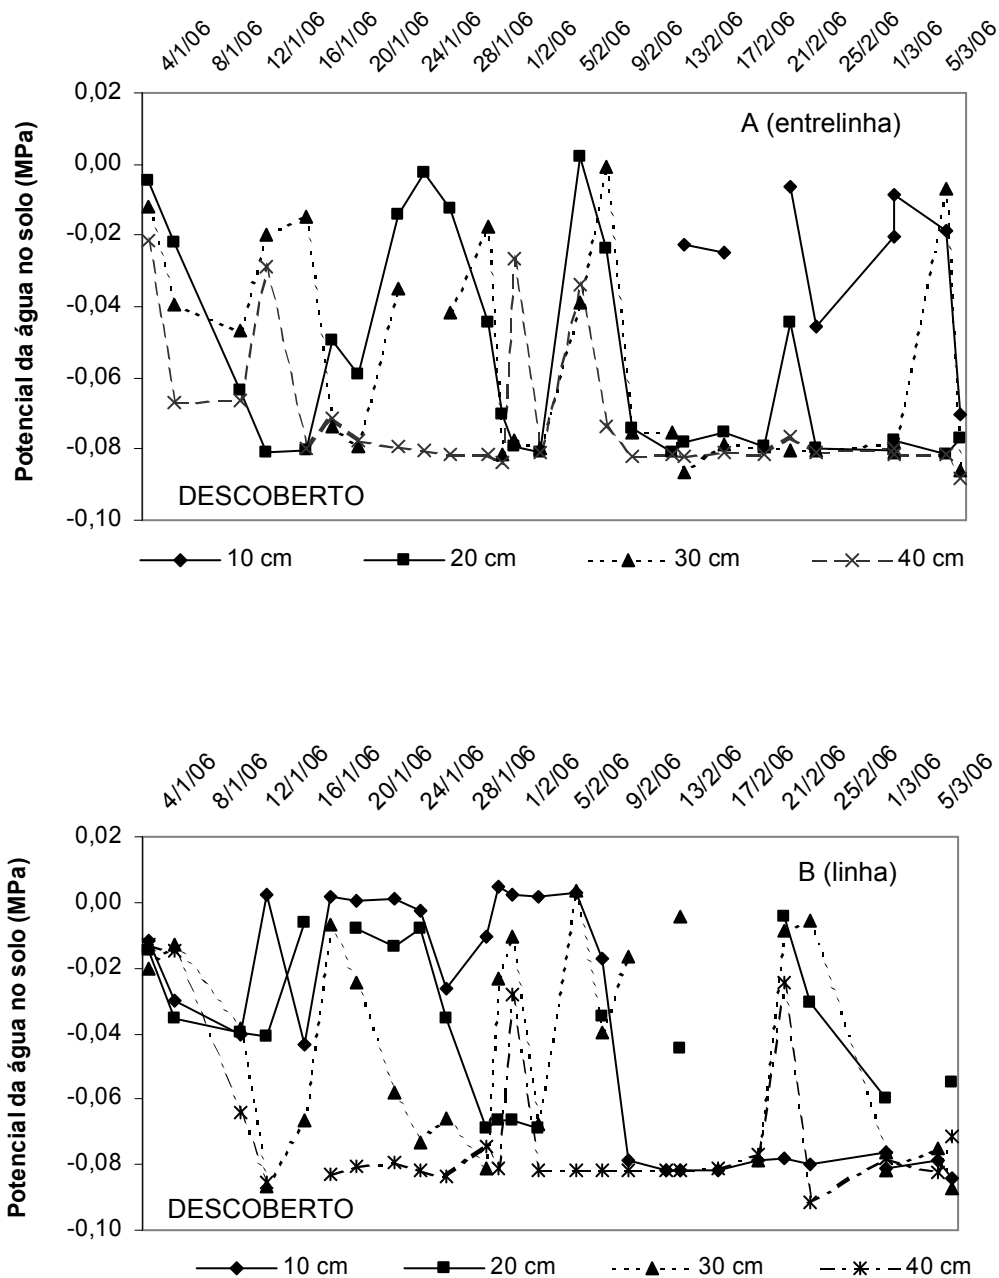 4/1/06 8/1/06 12/1/06 16/1/06 20/1/06 24/1/06 28/1/06 1/2/06 5/2/06 9/2/06 13/2/06 17/2/06 21/2/06 25/2/06 1/3/06 5/3/06
Potencial da água no solo (MPa)
0,02
0,00
-0,02
-0,04
-0,06
-0,08
-0,10
A (entrelinha)
DESCOBERTO
10 cm 20 cm 30 cm 40 cm
4/1/06 8/1/06 12/1/06 16/1/06 20/1/06 24/1/06 28/1/06 1/2/06 5/2/06 9/2/06 13/2/06 17/2/06 21/2/06 25/2/06 1/3/06 5/3/06
Potencial da água no solo (MPa)
0,02
0,00
-0,02
-0,04
-0,06
-0,08
-0,10
B (linha)
DESCOBERTO
10 cm 20 cm 30 cm 40 cm